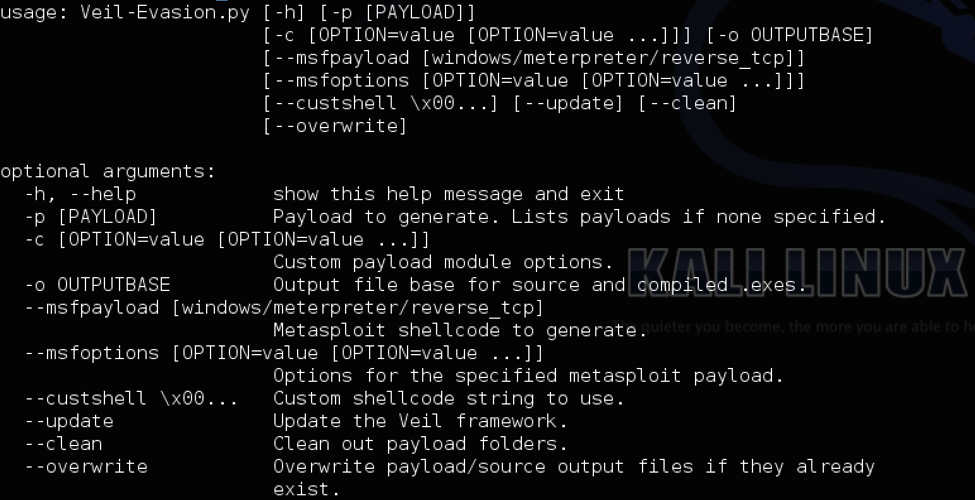 usage: Veil-Evasion.py [-h] [-p [PAYLOAD]]
[-c [OPTION=value [OPTION=value ...]]] [-o OUTPUTBASE]
[--msfpayload [windows/meterpreter/reverse_tcp]]
[--msfoptions [OPTION=value [OPTION=value ...]]]
[--custshell \x00...] [--update] [--clean]
[--overwrite]
optional arguments:
-h, --help show this help message and exit
-p [PAYLOAD] Payload to generate. Lists payloads if none specified.
-c [OPTION=value [OPTION=value ...]]
Custom payload module options.
-o OUTPUTBASE Output file base for source and compiled .exes.
--msfpayload [windows/meterpreter/reverse_tcp]
Metasploit shellcode to generate.
--msfoptions [OPTION=value [OPTION=value ...]]
Options for the specified metasploit payload.
--custshell \x00... Custom shellcode string to use.
--update Update the Veil framework.
--clean Clean out payload folders.
--overwrite Overwrite payload/source output files if they already
exist.
KALI LINUX
quieter you become, the more you are able to